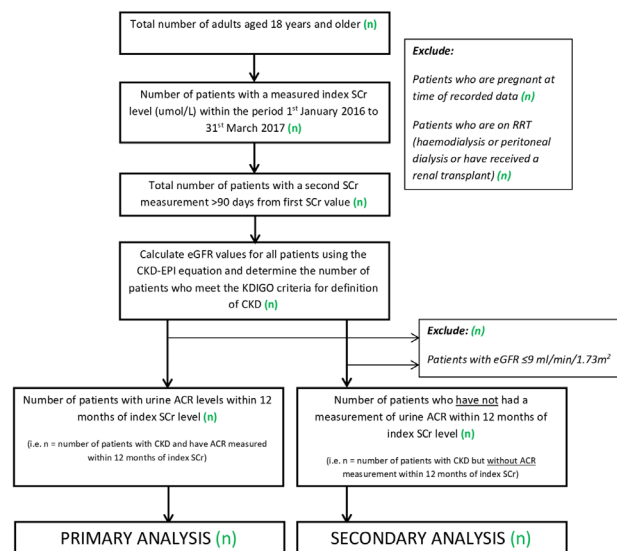 Total number of adults aged 18 years and older (n)
Exclude:
Patients who are pregnant at
time of recorded data (n)
Patients who are on RRT
(haemodialysis or peritoneal
dialysis or have received a
renal transplant) (n)
Number of patients with a measured index SCr
level (umol/L) within the period 1st January 2016 to
31st March 2017 (n)
Total number of patients with a second SCr
measurement >90 days from first SCr value (n)
Calculate eGFR values for all patients using the
CKD-EPI equation and determine the number of
patients who meet the KDIGO criteria for definition
of CKD (n)
Exclude: (n)
Patients with eGFR ≤9 ml/min/1.73m²
Number of patients with urine ACR levels within 12
months of index SCr level (n)
(i.e. n = number of patients with CKD and have ACR measured
within 12 months of index SCr)
Number of patients who have not had a
measurement of urine ACR within 12 months of
index SCr level (n)
(i.e. n = number of patients with CKD but without ACR
measurement within 12 months of index SCr)
PRIMARY ANALYSIS (n)
SECONDARY ANALYSIS (n)